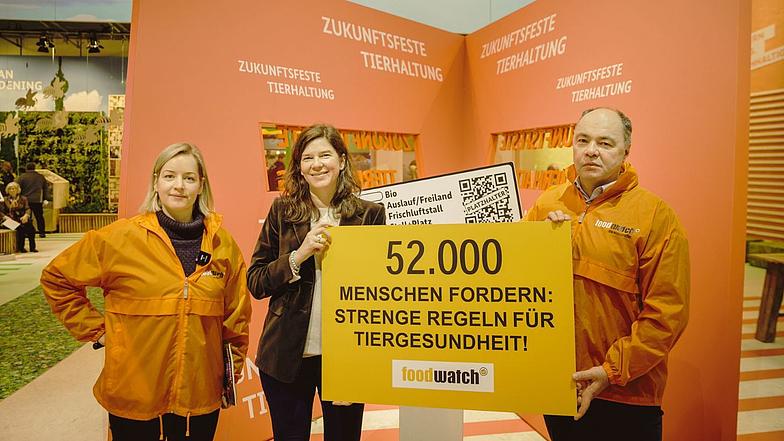 ZUKUNFTSFESTE
TIERHALTUNG
ZUKUNFTSFESTE
TIERHALTUNG
ZUKUNFTSFESTE
TIERHALTUNG
ZUKUNFTSFESTE
TIERHALTUNG
Bio
Auslauf/Freiland
Frischluftstall
PLATZHALTER
52.000
MENSCHEN FORDERN:
STRENGE REGELN FÜR
TIERGESUNDHEIT!
foodwatch
foodwatch